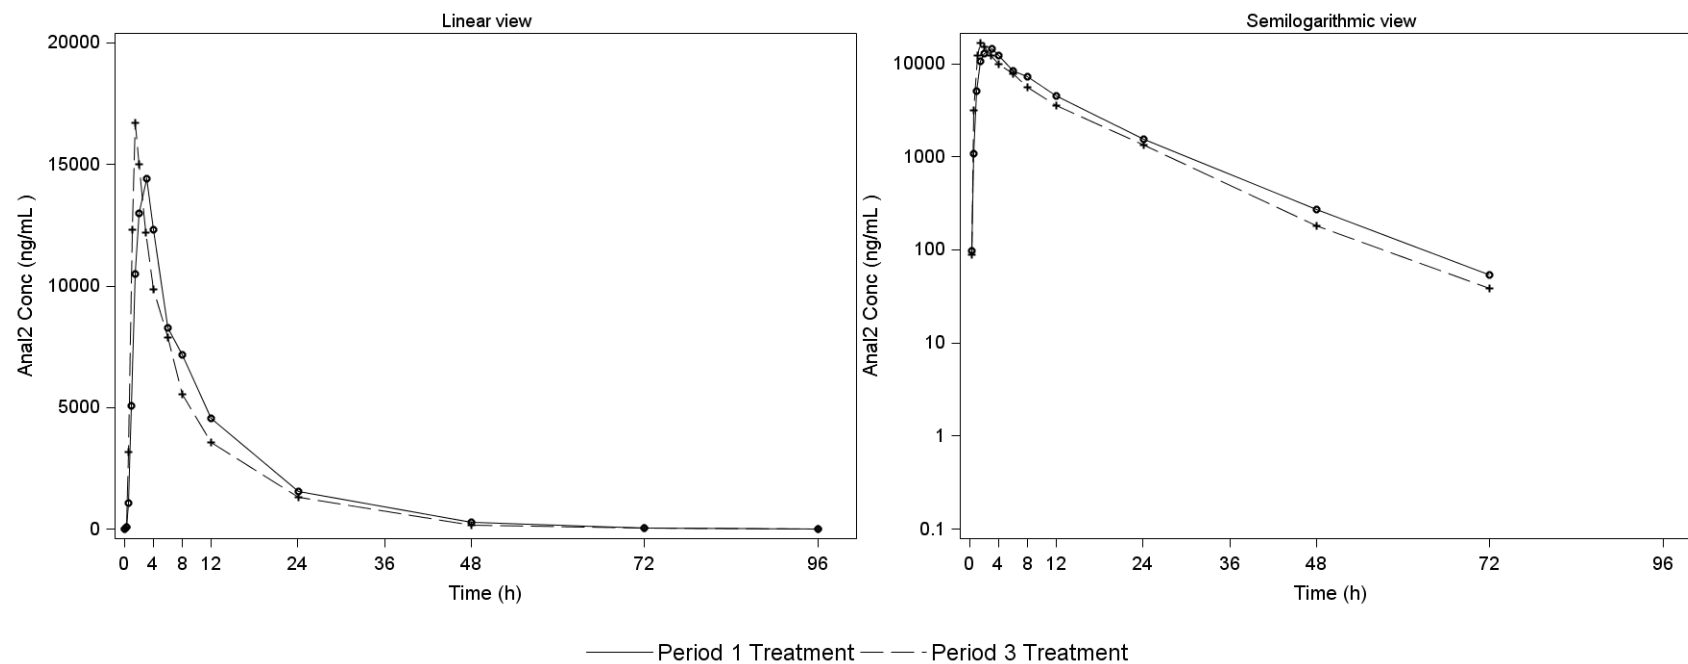 Linear view
Semilogarithmic view
20000
15000
10000
5000
0
Anal2 Conc (ng/mL )
0 4 8 12 24 36 48 72 96
Time (h)
10000
1000
100
10
1
0.1
Anal2 Conc (ng/mL )
0 4 8 12 24 36 48 72 96
Time (h)
Period 1 Treatment Period 3 Treatment